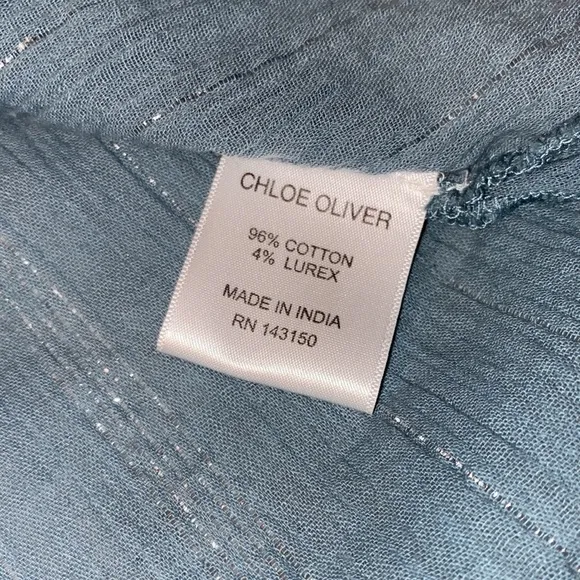 CHLOE OLIVER
96% COTTON
4% LUREX
MADE IN INDIA
RN 143150